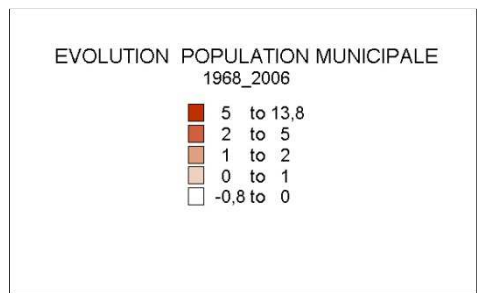 EVOLUTION POPULATION MUNICIPALE
1968_2006
5 to 13,8
2 to 5
1 to 2
0 to 1
-0,8 to 0